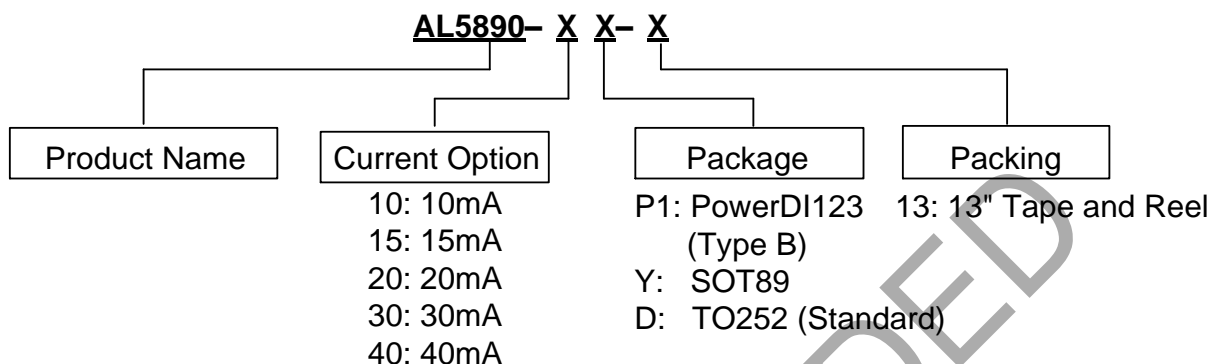 AL5890– X X– X
Product Name
Current Option
Package
Packing
10: 10mA
15: 15mA
20: 20mA
30: 30mA
40: 40mA
P1: PowerDI123
(Type B)
Y: SOT89
D: TO252 (Standard)
13: 13" Tape and Reel
DED